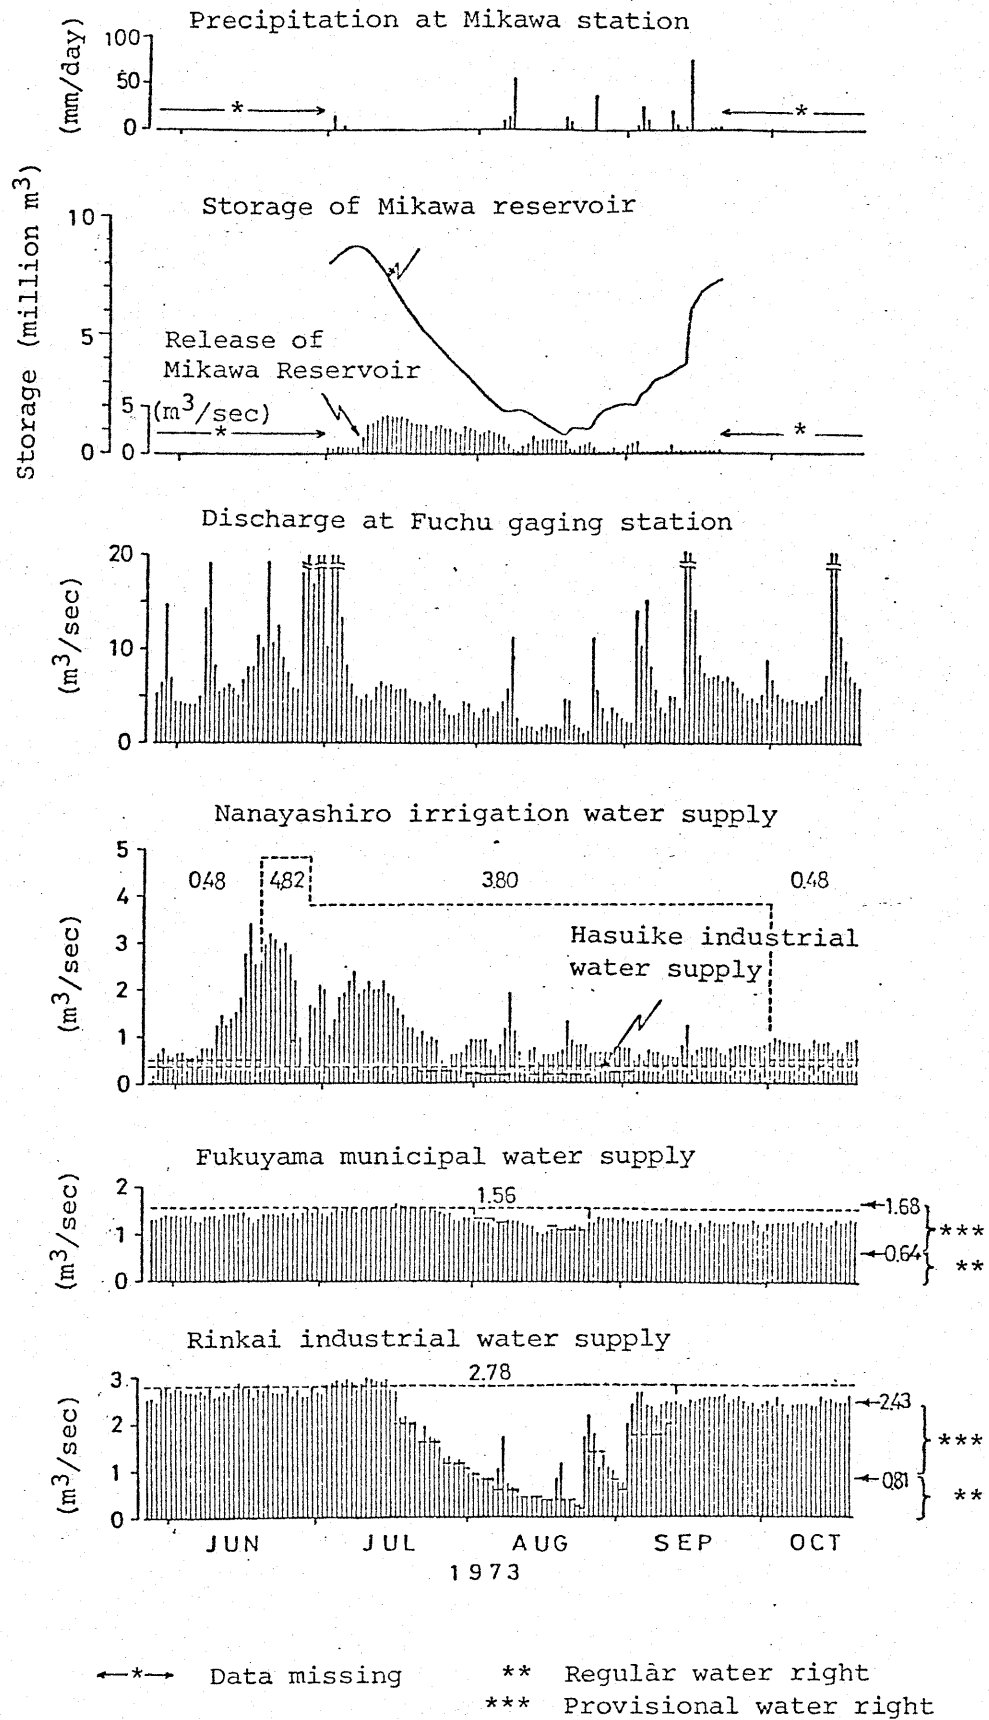 Precipitation at Mikawa station
(mm/day)
100
50
0
*
*
Storage of Mikawa reservoir
Storage (million m3)
10
5
0
Release of
Mikawa Reservoir
5
(m3/sec)
0
*
*
Discharge at Fuchu gaging station
(m3/sec)
20
10
0
Nanayashiro irrigation water supply
(m3/sec)
5
4
3
2
1
0
0.48
4.82
3.80
0.48
Hasuike industrial
water supply
Fukuyama municipal water supply
(m3/sec)
2
1
0
1.56
1.68
***
0.64
**
Rinkai industrial water supply
(m3/sec)
3
2
1
0
2.78
2.43
***
0.81
**
JUN JUL AUG SEP OCT
1973
* Data missing
** Regular water right
*** Provisional water right